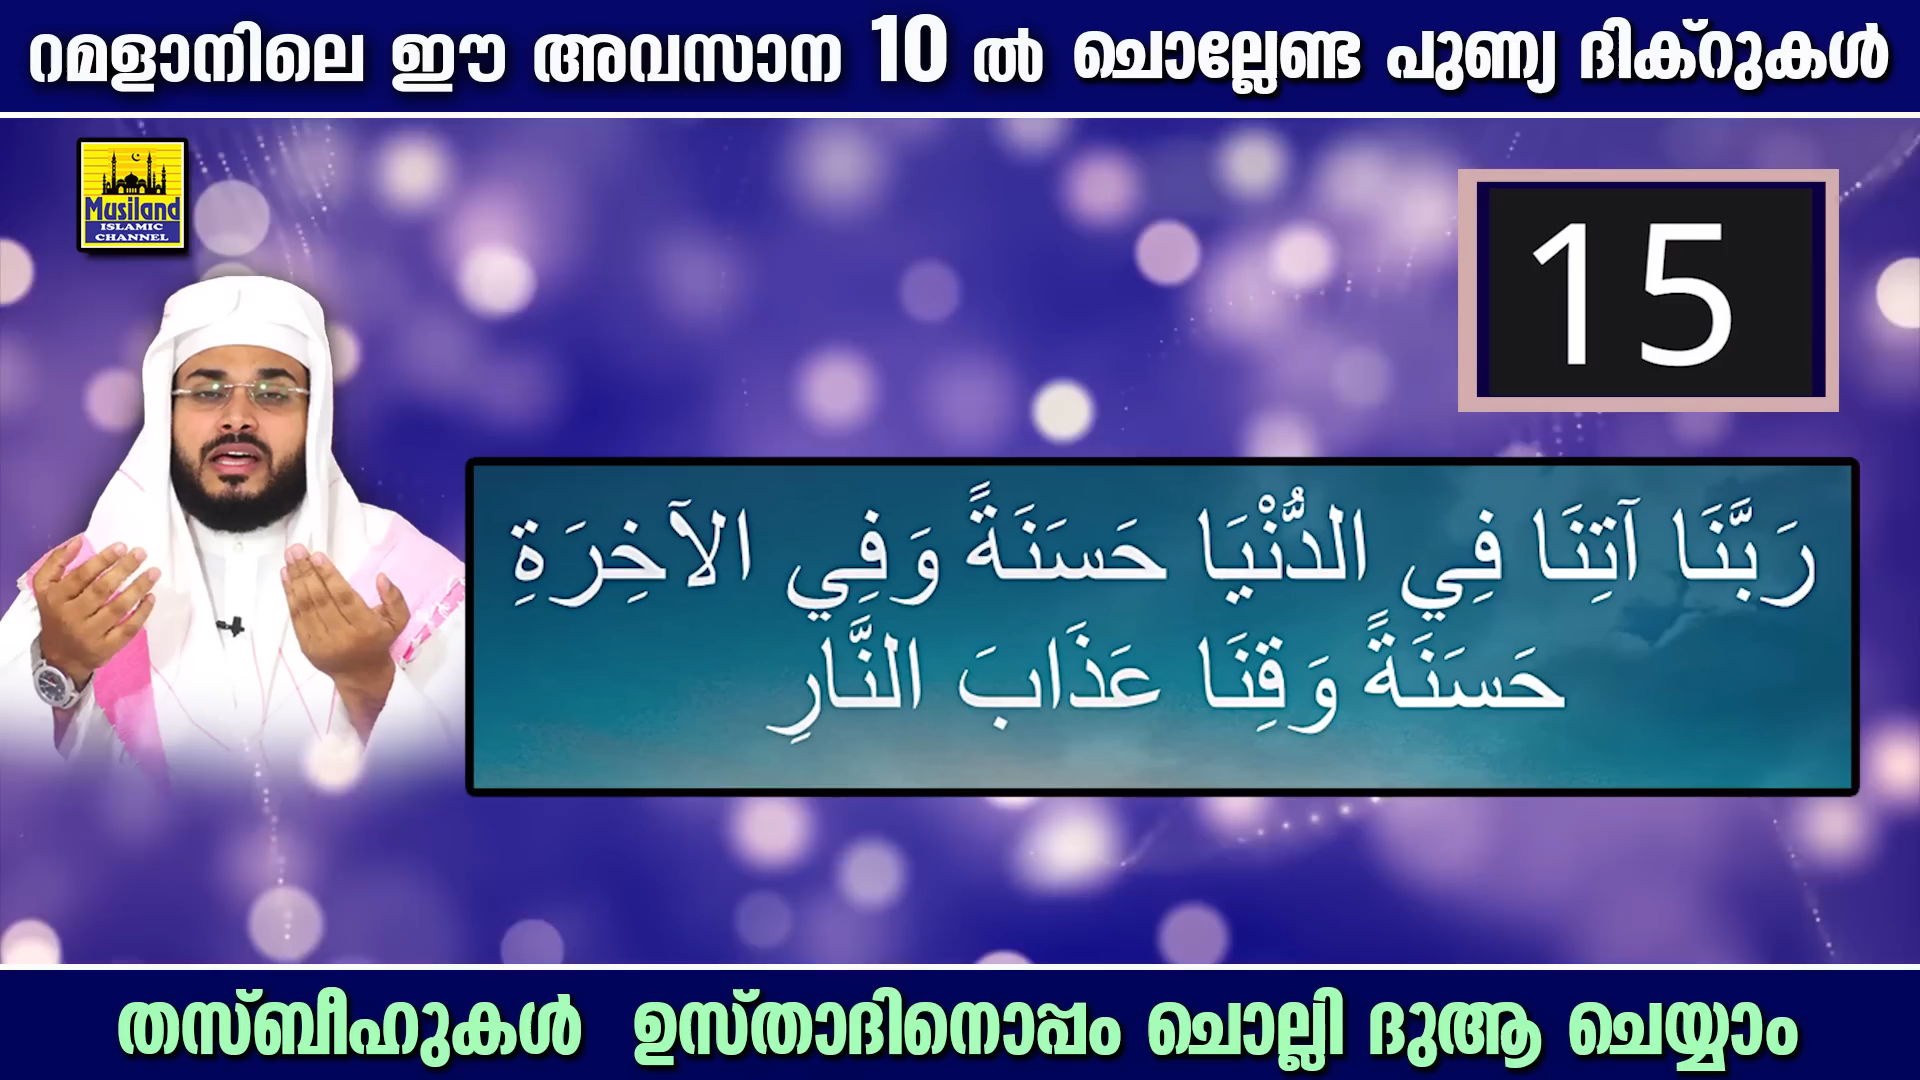 റമളാനിലെ ഈ അവസാന 10 ൽ ചൊല്ലേണ്ട പുണ്യ ദിക്റുകൾ
Musiland
ISLAMIC
CHANNEL
15
رَبَّنَا آتِنَا فِي الدُّنْيَا حَسَنَةً وَفِي الآخِرَةِ
حَسَنَةً وَقِنَا عَذَابَ النَّارِ
തസ്ബീഹുകൾ ഉസ്താദിനൊപ്പം ചൊല്ലി ദുആ ചെയ്യാം